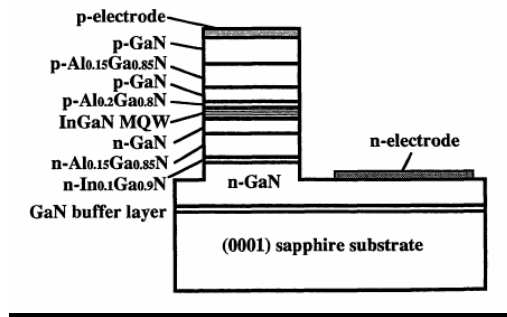 p-electrode
p-GaN
p-Al0.15Ga0.85N
p-GaN
p-Al0.2Ga0.8N
InGaN MQW
n-GaN
n-Al0.15Ga0.85N
n-In0.1Ga0.9N
n-electrode
n-GaN
GaN buffer layer
(0001) sapphire substrate